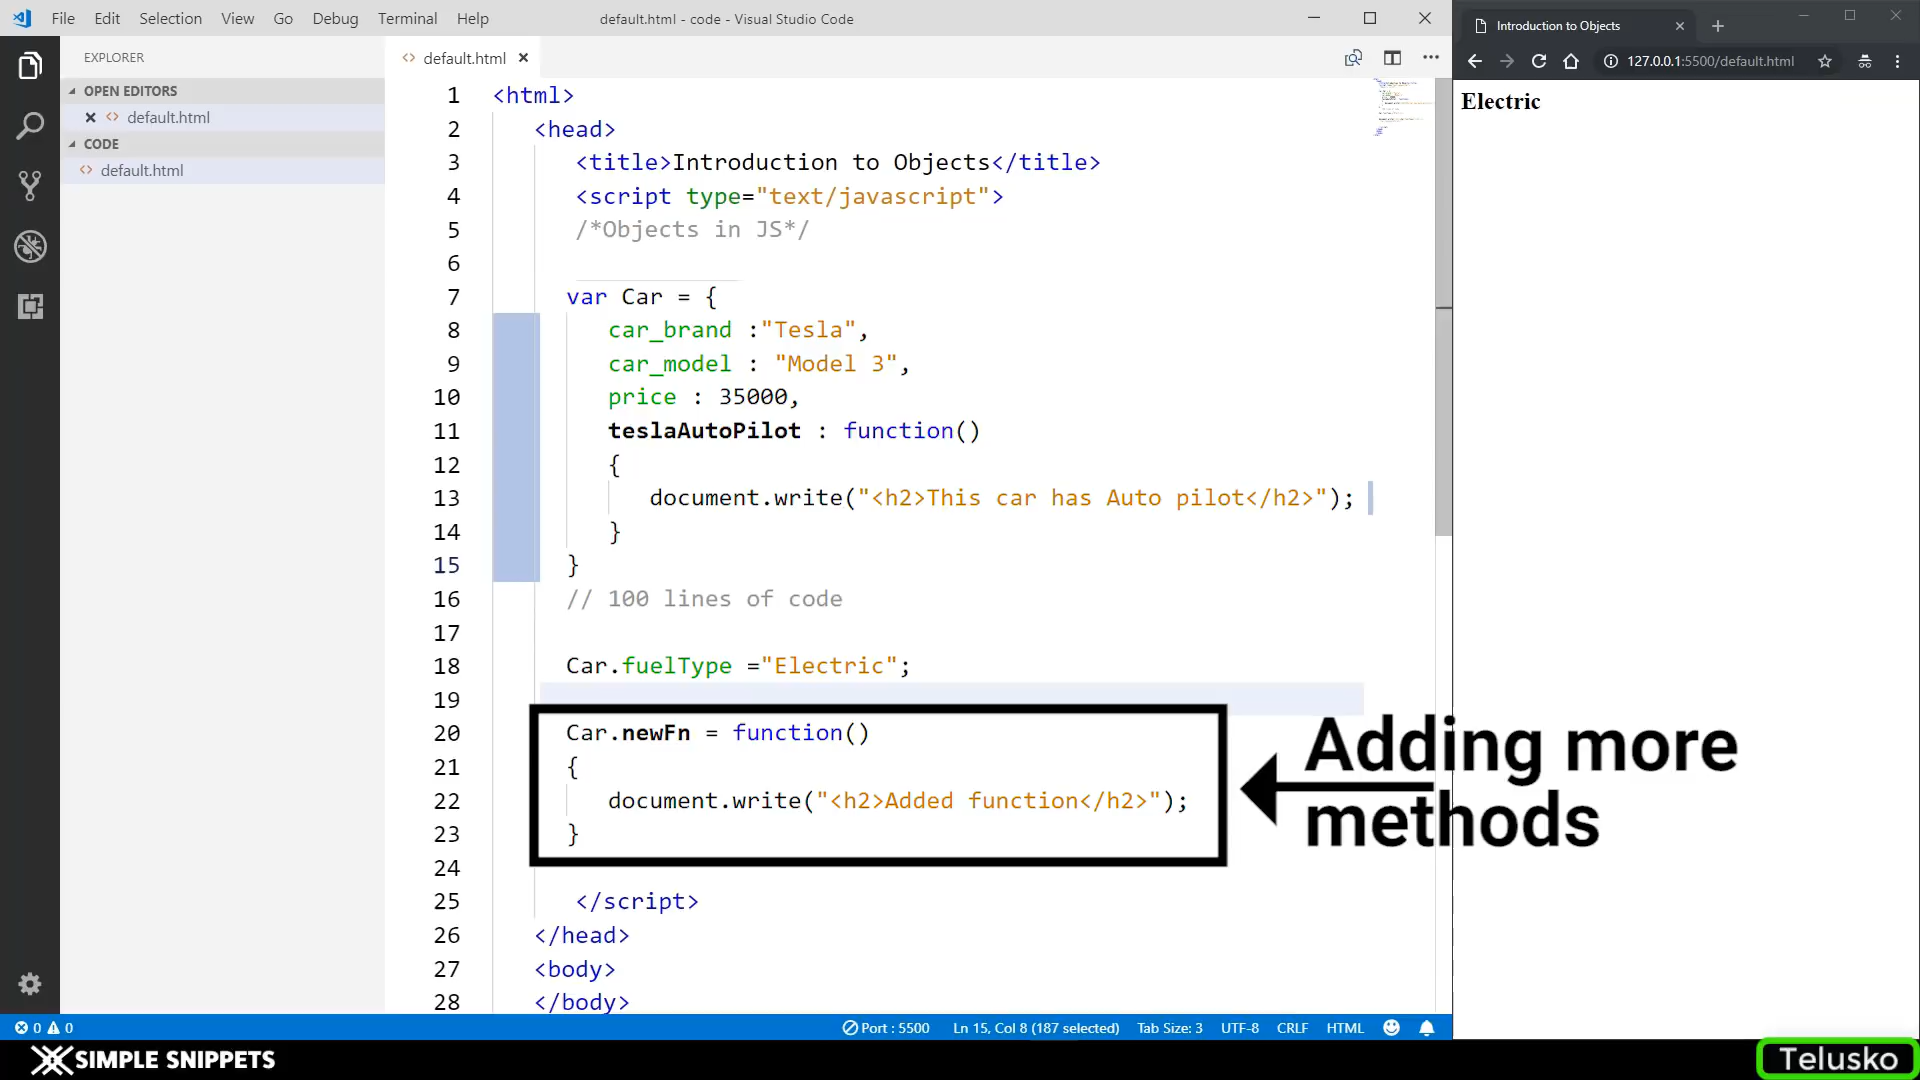 File Edit Selection View Go Debug Terminal Help
default.html - code - Visual Studio Code
EXPLORER
OPEN EDITORS
default.html
CODE
default.html
default.html
1 <html>
2 <head>
3 <title>Introduction to Objects</title>
4 <script type="text/javascript">
5 /*Objects in JS*/
6
7 var Car = {
8 car_brand :"Tesla",
9 car_model : "Model 3",
10 price : 35000,
11 teslaAutoPilot : function()
12 {
13 document.write("<h2>This car has Auto pilot</h2>");
14 }
15 }
16 // 100 lines of code
17
18 Car.fuelType ="Electric";
19
20 Car.newFn = function()
21 {
22 document.write("<h2>Added function</h2>");
23 }
24
25 </script>
26 </head>
27 <body>
28 </body>
Introduction to Objects
127.0.0.1:5500/default.html
Electric
Adding more
methods
0 0
Port : 5500 Ln 15, Col 8 (187 selected) Tab Size: 3 UTF-8 CRLF HTML
SIMPLE SNIPPETS
Telusko